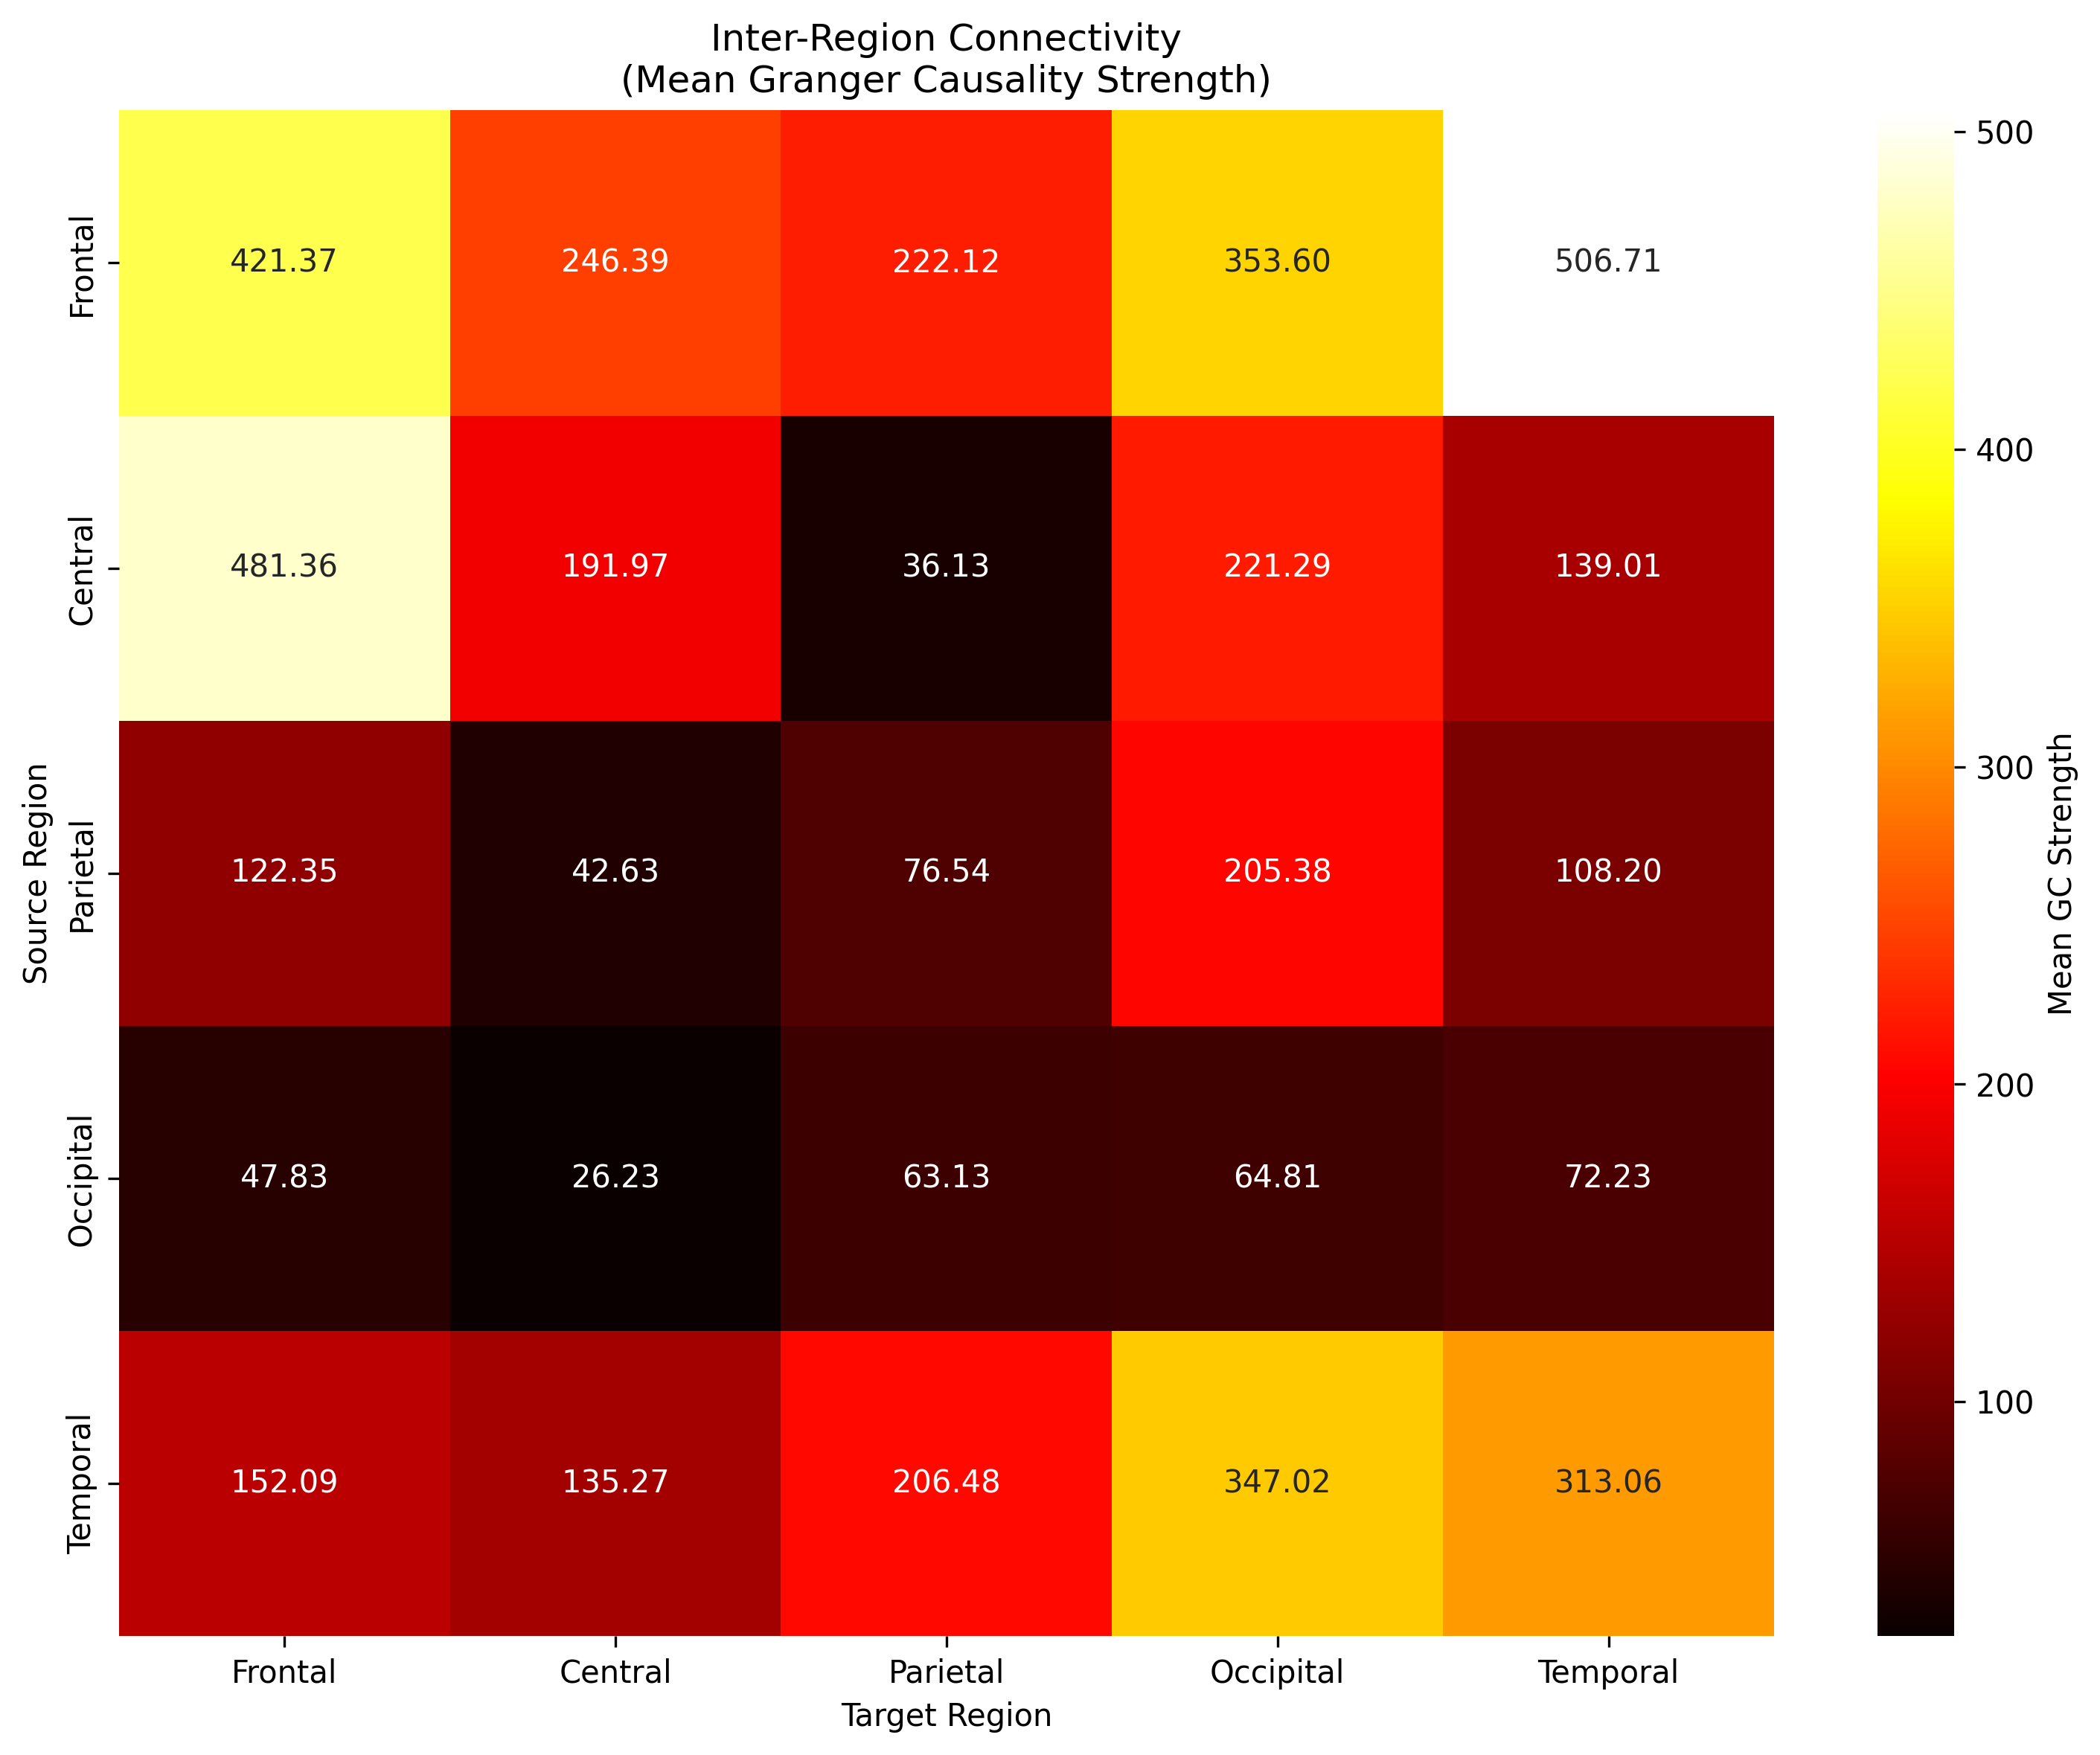 Inter-Region Connectivity
(Mean Granger Causality Strength)
Source Region
Frontal
421.37 246.39 222.12 353.60 506.71
Central
481.36 191.97 36.13 221.29 139.01
Parietal
122.35 42.63 76.54 205.38 108.20
Occipital
47.83 26.23 63.13 64.81 72.23
Temporal
152.09 135.27 206.48 347.02 313.06
Frontal Central Parietal Occipital Temporal
Target Region
500
400
300
200
100
Mean GC Strength